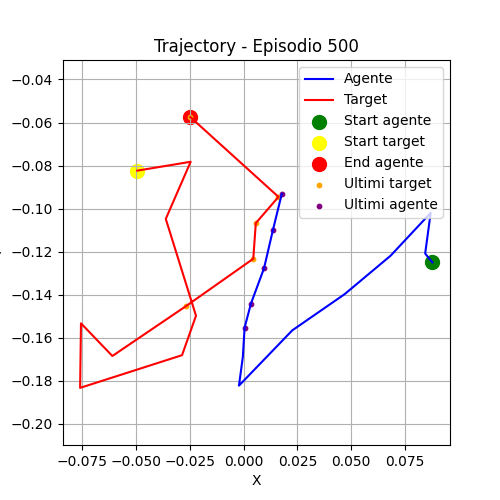 Trajectory - Episodio 500
Agente
Target
Start agente
Start target
End agente
Ultimi target
Ultimi agente
−0.04
−0.06
−0.08
−0.10
−0.12
−0.14
−0.16
−0.18
−0.20
−0.075 −0.050 −0.025 0.000 0.025 0.050 0.075
X